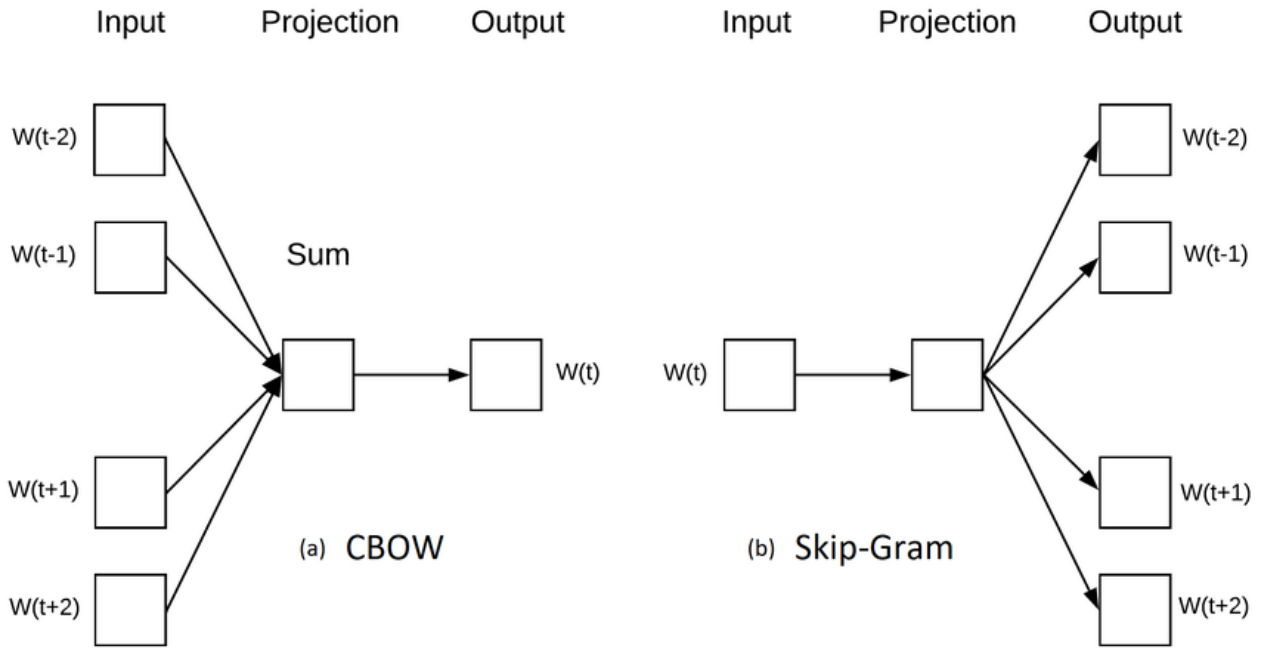 Input Projection Output
W(t-2)
W(t-1)
Sum
W(t)
W(t+1)
W(t+2)
(a) CBOW
Input Projection Output
W(t-2)
W(t-1)
W(t)
W(t+1)
W(t+2)
(b) Skip-Gram